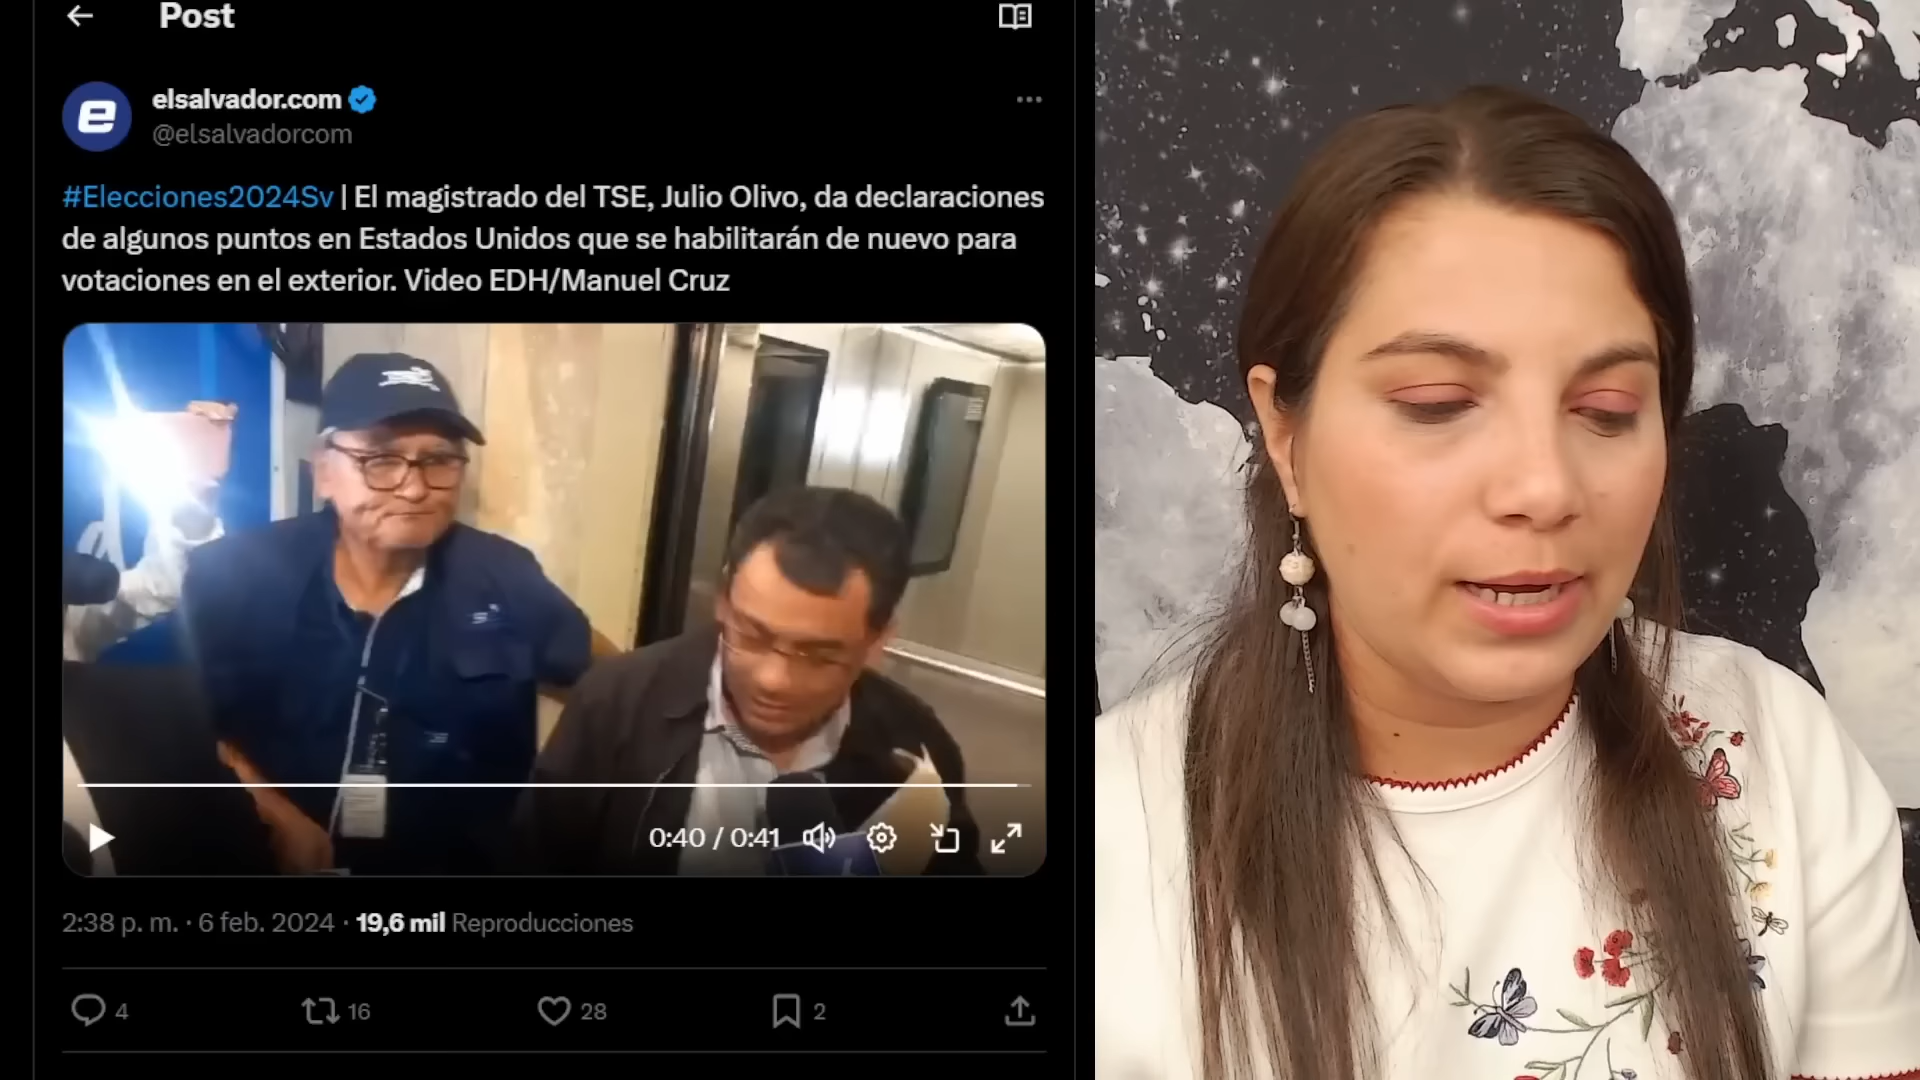 Post
elsalvador.com
@elsalvadorcom
#Elecciones2024Sv | El magistrado del TSE, Julio Olivo, da declaraciones
de algunos puntos en Estados Unidos que se habilitarán de nuevo para
votaciones en el exterior. Video EDH/Manuel Cruz
0:40 / 0:41
2:38 p. m. · 6 feb. 2024 · 19,6 mil Reproducciones
4 16 28 2